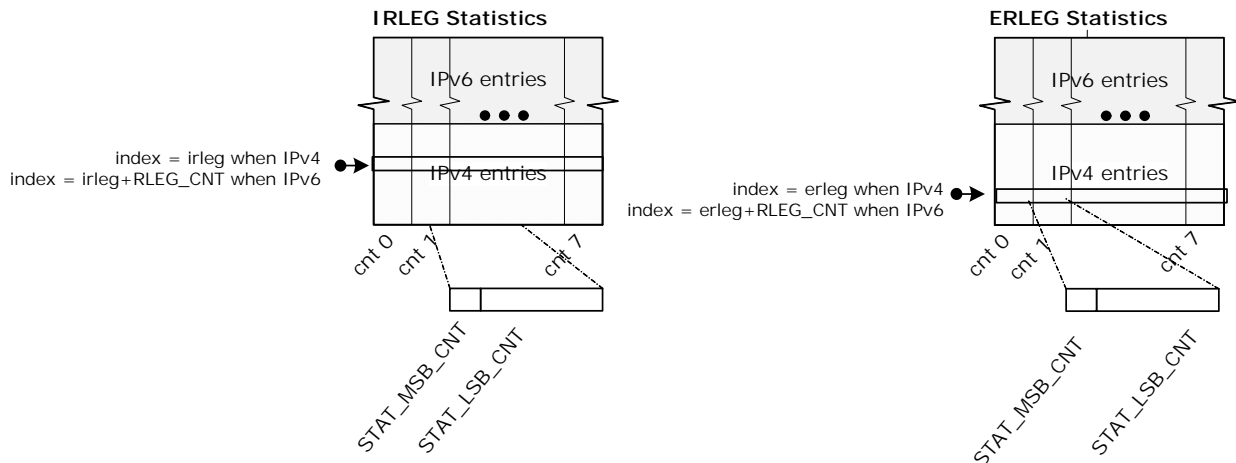 IRLEG Statistics
IPv6 entries
index = irleg when IPv4
index = irleg+RLEG_CNT when IPv6
IPv4 entries
cnt 0
cnt 1
cnt 7
STAT_MSB_CNT
STAT_LSB_CNT
ERLEG Statistics
IPv6 entries
IPv4 entries
index = erleg when IPv4
index = erleg+RLEG_CNT when IPv6
cnt 0
cnt 1
cnt 7
STAT_MSB_CNT
STAT_LSB_CNT